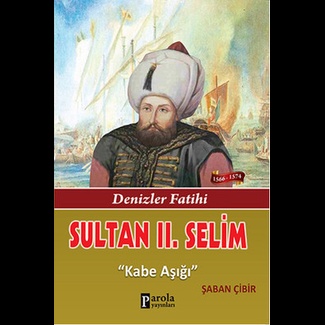 1566 - 1574
Denizler Fatihi
SULTAN II. SELİM
“Kabe Aşığı”
ŞABAN ÇİBİR
Parola
yayınları